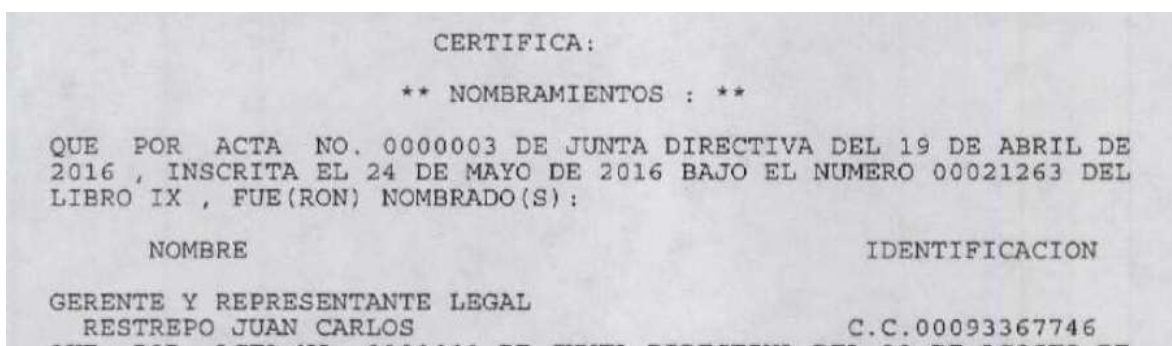 CERTIFICA:
** NOMBRAMIENTOS : **
QUE POR ACTA NO. 0000003 DE JUNTA DIRECTIVA DEL 19 DE ABRIL DE
2016 , INSCRITA EL 24 DE MAYO DE 2016 BAJO EL NUMERO 00021263 DEL
LIBRO IX , FUE(RON) NOMBRADO(S):
NOMBRE IDENTIFICACION
GERENTE Y REPRESENTANTE LEGAL
RESTREPO JUAN CARLOS C.C.00093367746